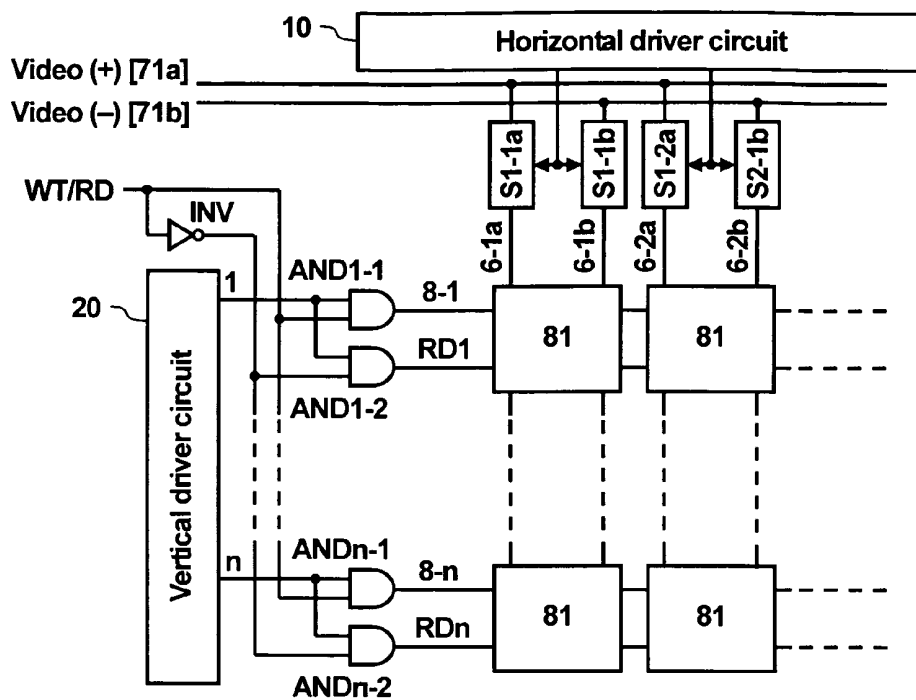 10
Horizontal driver circuit
Video (+) [71a]
Video (–) [71b]
S1-1a
S1-1b
S1-2a
S2-1b
WT/RD
INV
6-1a
6-1b
6-2a
6-2b
20
Vertical driver circuit
1
AND1-1
8-1
81
81
RD1
AND1-2
n
ANDn-1
8-n
81
81
RDn
ANDn-2